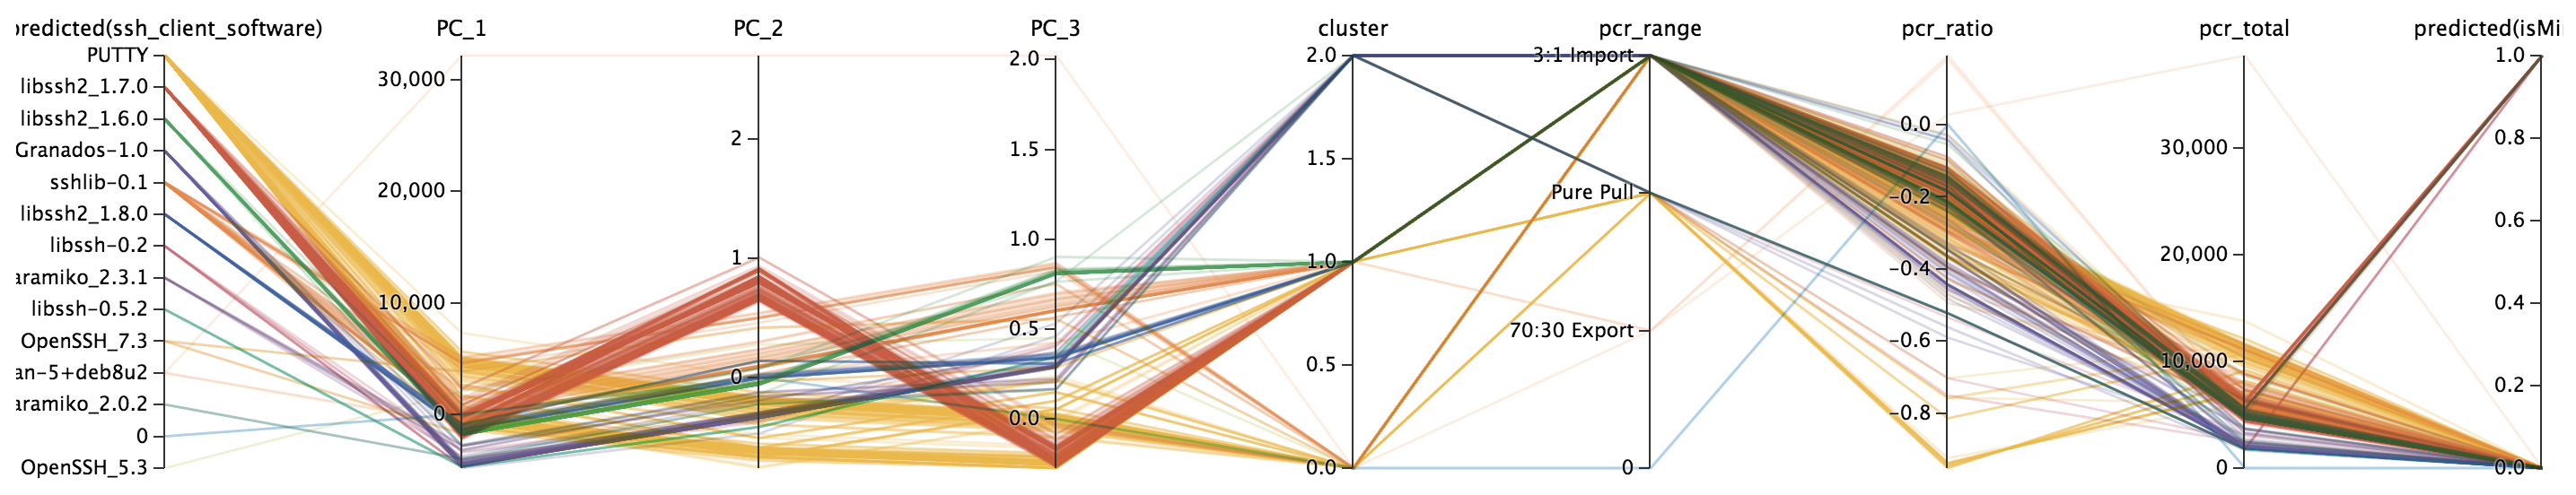 predicted(ssh_client_software) PC_1 PC_2 PC_3 cluster pcr_range pcr_ratio pcr_total predicted(isMi
PUTTY
libssh2_1.7.0
libssh2_1.6.0
Granados-1.0
sshlib-0.1
libssh2_1.8.0
libssh-0.2
aramiko_2.3.1
libssh-0.5.2
OpenSSH_7.3
an-5+deb8u2
aramiko_2.0.2
0
OpenSSH_5.3
30,000
20,000
10,000
0
2
1
0
2.0
1.5
1.0
0.5
0.0
2.0
1.5
1.0
0.5
0.0
3:1 Import
Pure Pull
70:30 Export
0
0.0
−0.2
−0.4
−0.6
−0.8
30,000
20,000
10,000
0
1.0
0.8
0.6
0.4
0.2
0.0